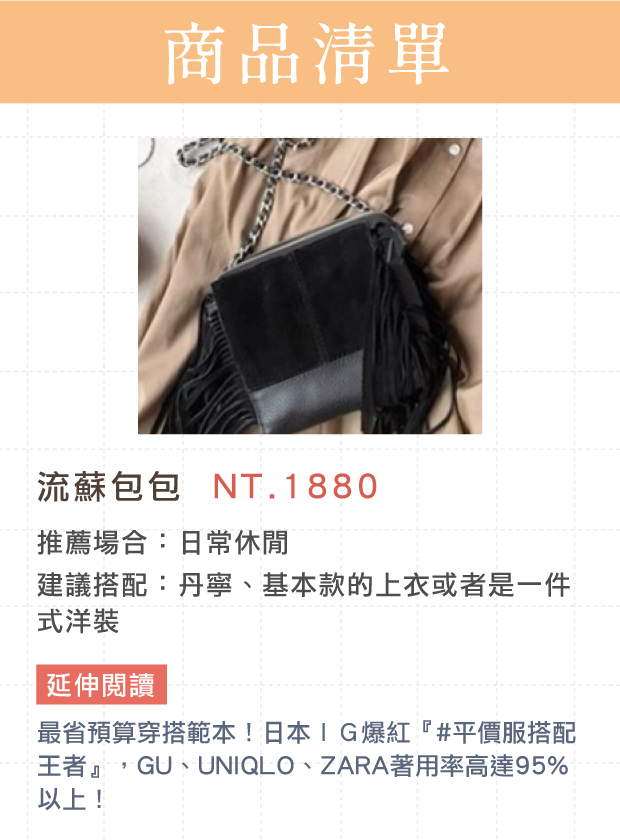 商品清單
流蘇包包 NT.1880
推薦場合：日常休閒
建議搭配：丹寧、基本款的上衣或者是一件
式洋裝
延伸閱讀
最省預算穿搭範本！日本ＩＧ爆紅『#平價服搭配
王者』，GU、UNIQLO、ZARA著用率高達95%
以上！